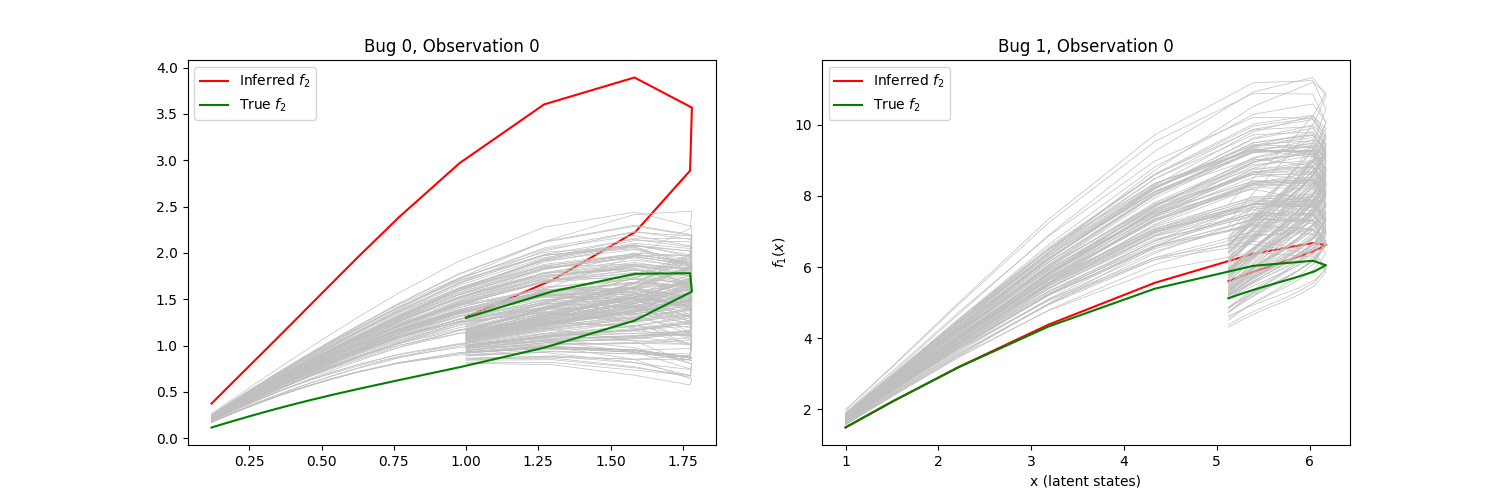 Bug 0, Observation 0
Inferred f₂
True f₂
4.0
3.5
3.0
2.5
2.0
1.5
1.0
0.5
0.0
0.25 0.50 0.75 1.00 1.25 1.50 1.75
Bug 1, Observation 0
Inferred f₂
True f₂
f₁(x)
10
8
6
4
2
1 2 3 4 5 6
x (latent states)